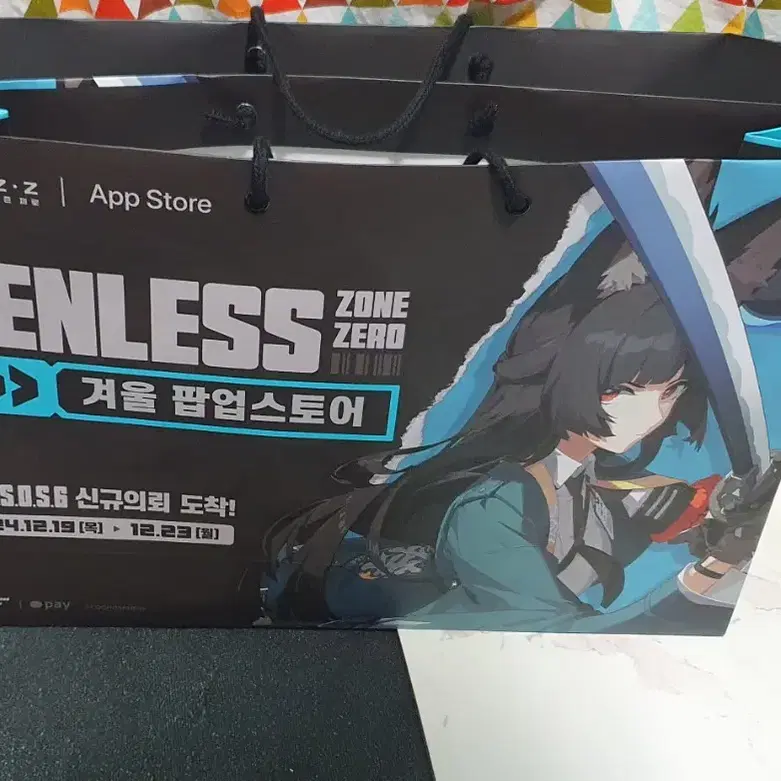 Z·Z | App Store
ENLESS
ZONE
ZERO
겨울 팝업스토어
S.O.S.6 신규의뢰 도착!
24.12.19 [목] ▸ 12.23 [월]
pay